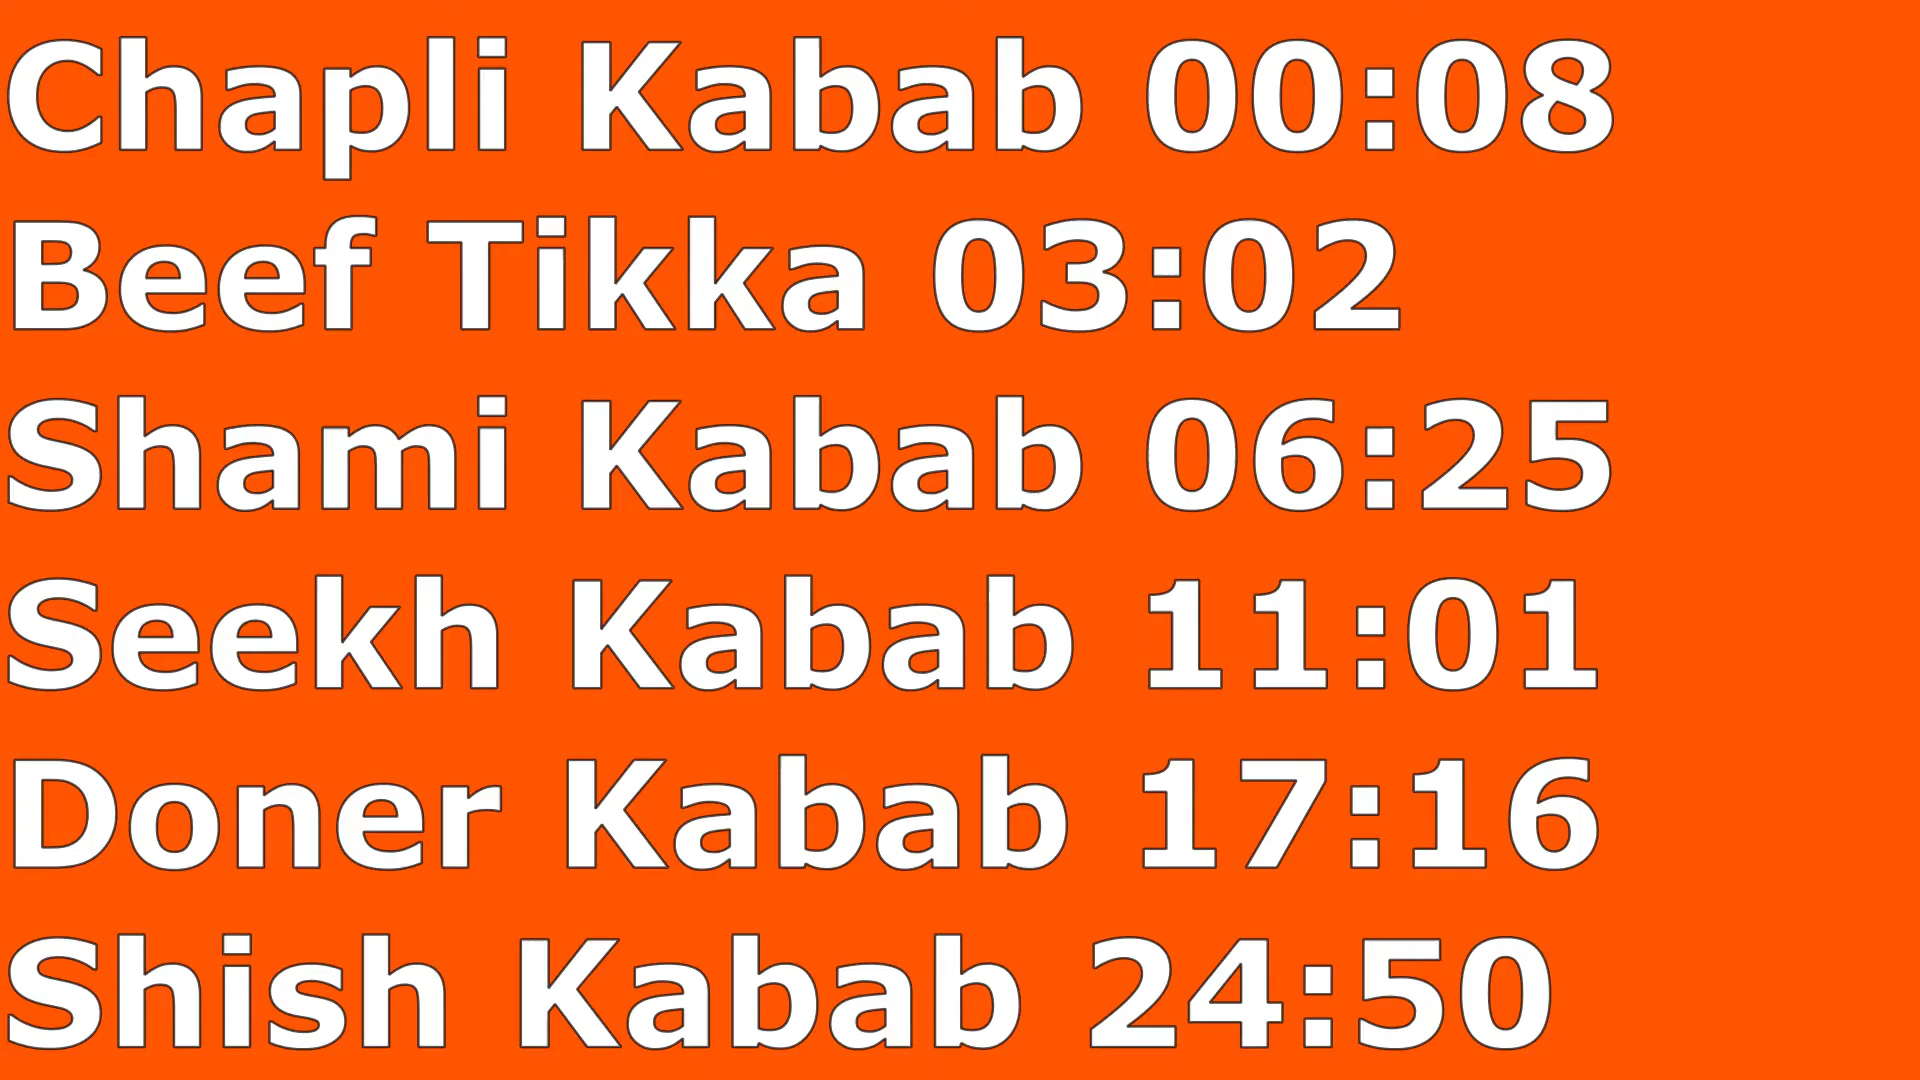 Chapli Kabab 00:08
Beef Tikka 03:02
Shami Kabab 06:25
Seekh Kabab 11:01
Doner Kabab 17:16
Shish Kabab 24:50